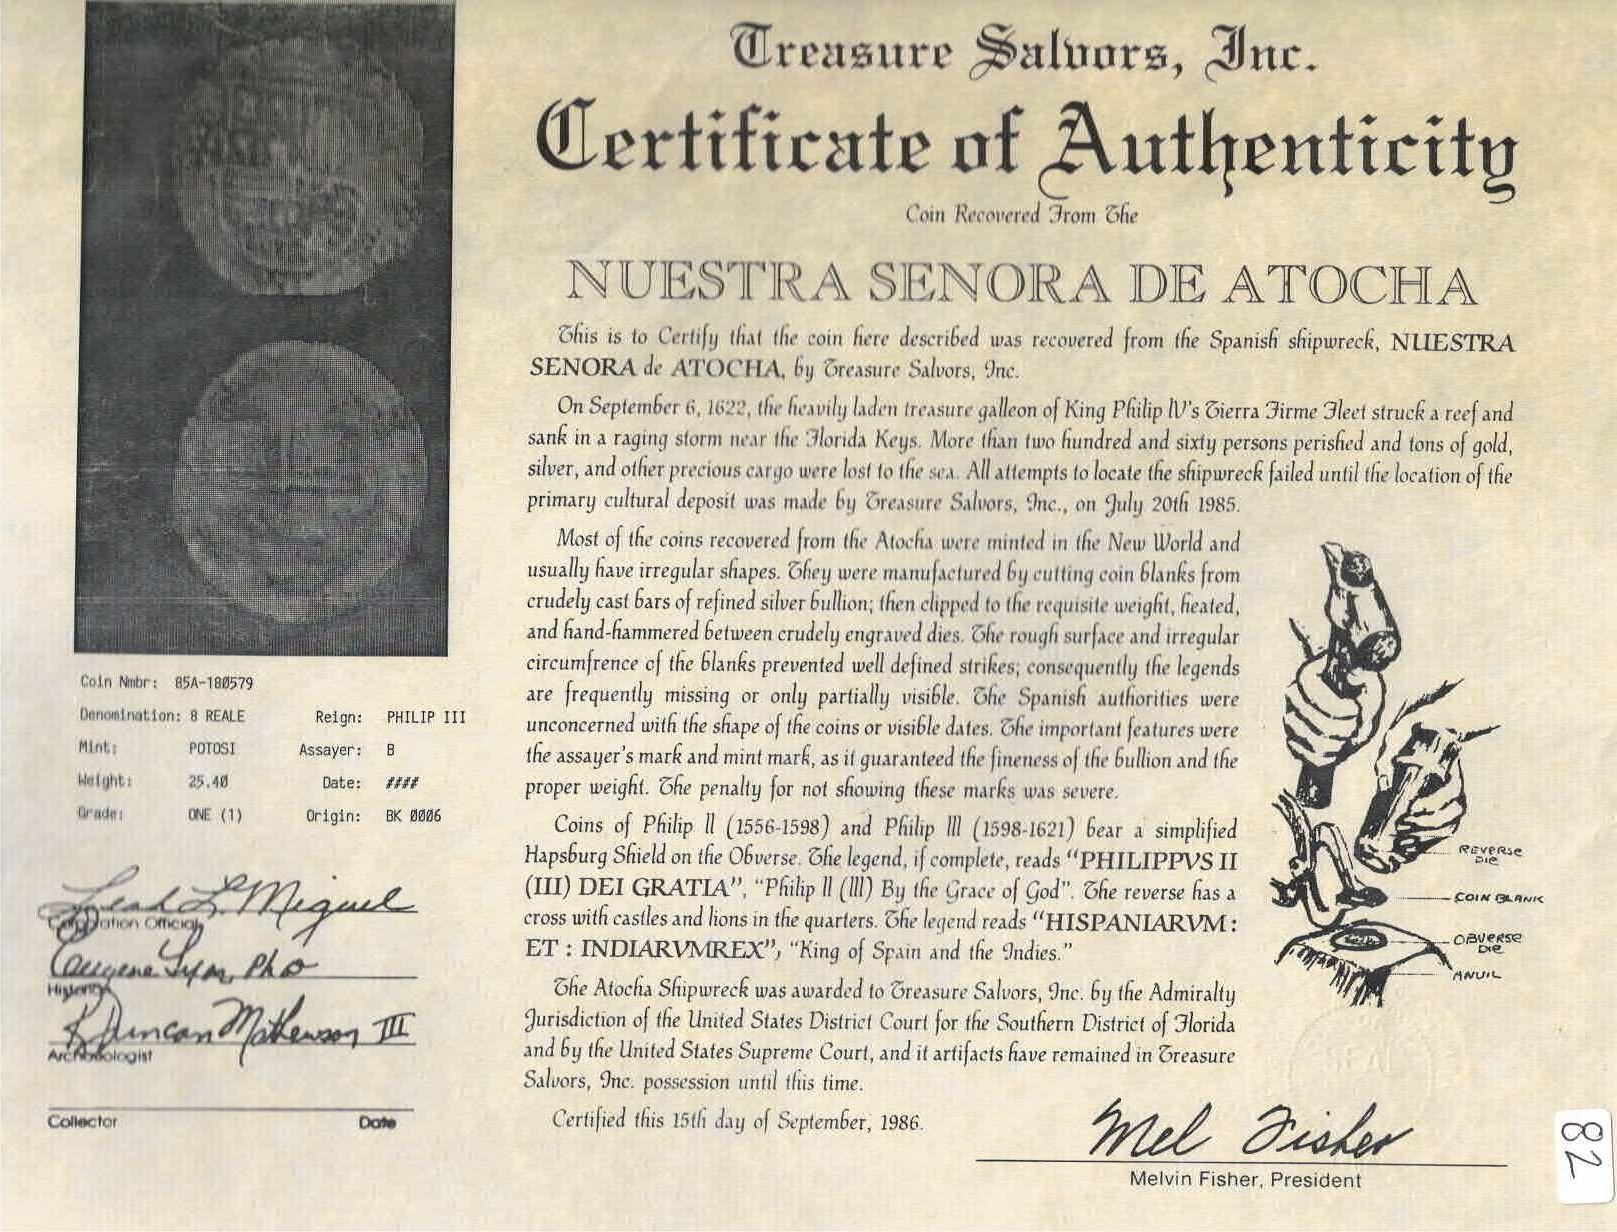 Treasure Salvors, Inc.
Certificate of Authenticity
Coin Recovered From The
NUESTRA SENORA DE ATOCHA
This is to Certify that the coin here described was recovered from the Spanish shipwreck, NUESTRA
SENORA de ATOCHA, by Treasure Salvors, Inc.
On September 6, 1622, the heavily laden treasure galleon of King Philip IV's Tierra Firme Fleet struck a reef and
sank in a raging storm near the Florida Keys. More than two hundred and sixty persons perished and tons of gold,
silver, and other precious cargo were lost to the sea. All attempts to locate the shipwreck failed until the location of the
primary cultural deposit was made by Treasure Salvors, Inc., on July 20th 1985.
Most of the coins recovered from the Atocha were minted in the New World and
usually have irregular shapes. They were manufactured by cutting coin blanks from
crudely cast bars of refined silver bullion; then clipped to the requisite weight, heated,
and hand-hammered between crudely engraved dies. The rough surface and irregular
circumfrence of the blanks prevented well defined strikes; consequently the legends
are frequently missing or only partially visible. The Spanish authorities were
unconcerned with the shape of the coins or visible dates. The important features were
the assayer's mark and mint mark, as it guaranteed the fineness of the bullion and the
proper weight. The penalty for not showing these marks was severe.
Coins of Philip II (1556-1598) and Philip III (1598-1621) bear a simplified
Hapsburg Shield on the Obverse. The legend, if complete, reads "PHILIPPVS II
(III) DEI GRATIA", "Philip II (III) By the Grace of God". The reverse has a
cross with castles and lions in the quarters. The legend reads "HISPANIARVM :
ET : INDIARVMREX", "King of Spain and the Indies."
The Atocha Shipwreck was awarded to Treasure Salvors, Inc. by the Admiralty
Jurisdiction of the United States District Court for the Southern District of Florida
and by the United States Supreme Court, and it artifacts have remained in Treasure
Salvors, Inc. possession until this time.
Certified this 15th day of September, 1986.
REVERSE
DIE
COIN BLANK
OBVERSE
DIE
ANVIL
Mel Fisher
Melvin Fisher, President
Coin Nmbr: 85A-180579
Denomination: 8 REALE Reign: PHILIP III
Mint: POTOSI Assayer: B
Weight: 25.40 Date: ####
Grade: ONE (1) Origin: BK 0006
Leah L. Miguel
Corporation Official
Eugene Lyon, PhD
Historian
R Duncan Mathewson III
Archaeologist
Collector Date
82